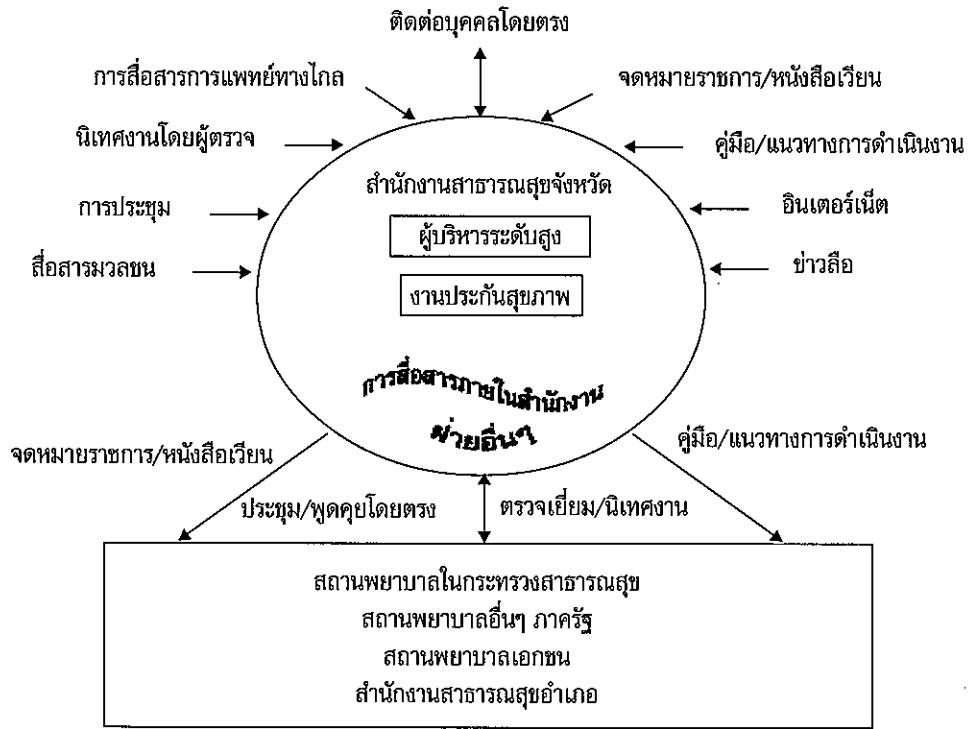 ติดต่อบุคคลโดยตรง
การสื่อสารการแพทย์ทางไกล
จดหมายราชการ/หนังสือเวียน
นิเทศงานโดยผู้ตรวจ
คู่มือ/แนวทางการดำเนินงาน
สำนักงานสาธารณสุขจังหวัด
การประชุม
อินเตอร์เน็ต
ผู้บริหารระดับสูง
สื่อสารมวลชน
ข่าวลือ
งานประกันสุขภาพ
การสื่อสารภายในสำนักงาน
ฝ่ายอื่นๆ
จดหมายราชการ/หนังสือเวียน
คู่มือ/แนวทางการดำเนินงาน
ประชุม/พูดคุยโดยตรง
ตรวจเยี่ยม/นิเทศงาน
สถานพยาบาลในกระทรวงสาธารณสุข
สถานพยาบาลอื่นๆ ภาครัฐ
สถานพยาบาลเอกชน
สำนักงานสาธารณสุขอำเภอ